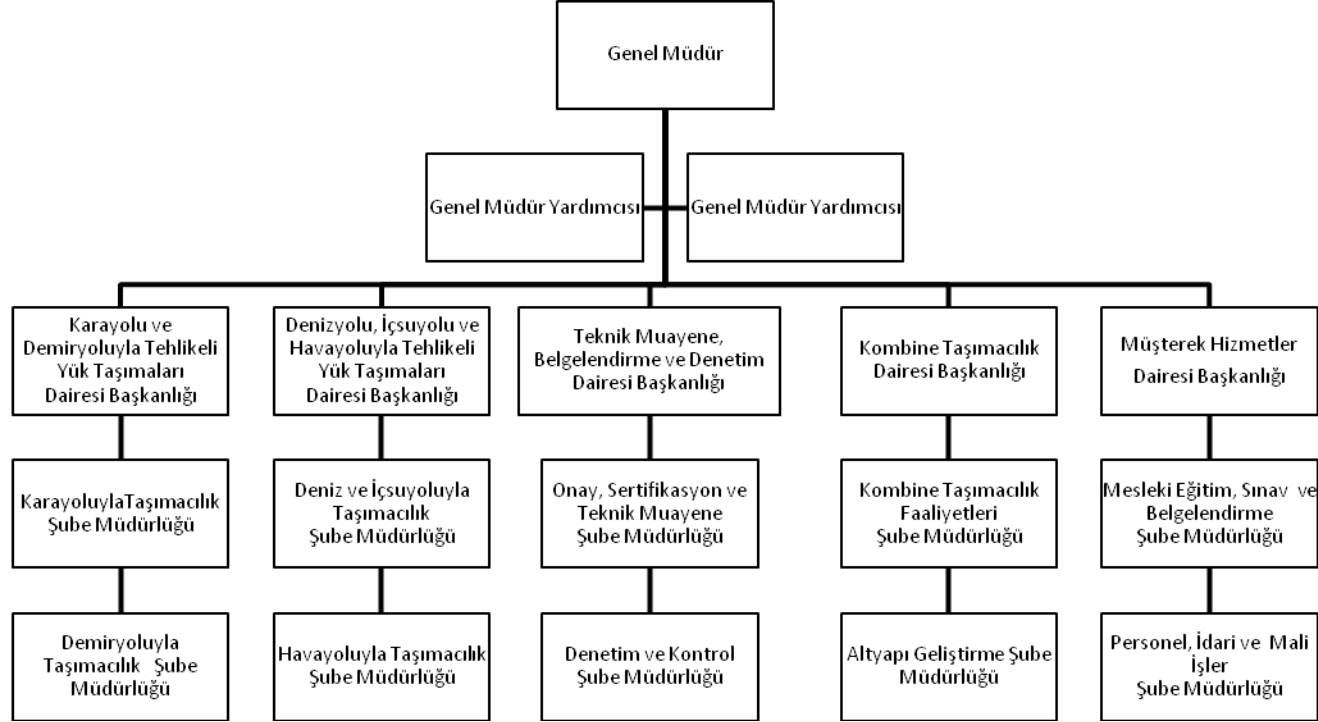 Genel Müdür
Genel Müdür Yardımcısı
Genel Müdür Yardımcısı
Karayolu ve
Demiryoluyla Tehlikeli
Yük Taşımaları
Dairesi Başkanlığı
Denizyolu, İçsuyolu ve
Havayoluyla Tehlikeli
Yük Taşımaları
Dairesi Başkanlığı
Teknik Muayene,
Belgelendirme ve Denetim
Dairesi Başkanlığı
Kombine Taşımacılık
Dairesi Başkanlığı
Müşterek Hizmetler
Dairesi Başkanlığı
KarayoluylaTaşımacılık
Şube Müdürlüğü
Deniz ve İçsuyoluyla
Taşımacılık
Şube Müdürlüğü
Onay, Sertifikasyon ve
Teknik Muayene
Şube Müdürlüğü
Kombine Taşımacılık
Faaliyetleri
Şube Müdürlüğü
Mesleki Eğitim, Sınav ve
Belgelendirme
Şube Müdürlüğü
Demiryoluyla
Taşımacılık Şube
Müdürlüğü
Havayoluyla Taşımacılık
Şube Müdürlüğü
Denetim ve Kontrol
Şube Müdürlüğü
Altyapı Geliştirme Şube
Müdürlüğü
Personel, İdari ve Mali
İşler
Şube Müdürlüğü